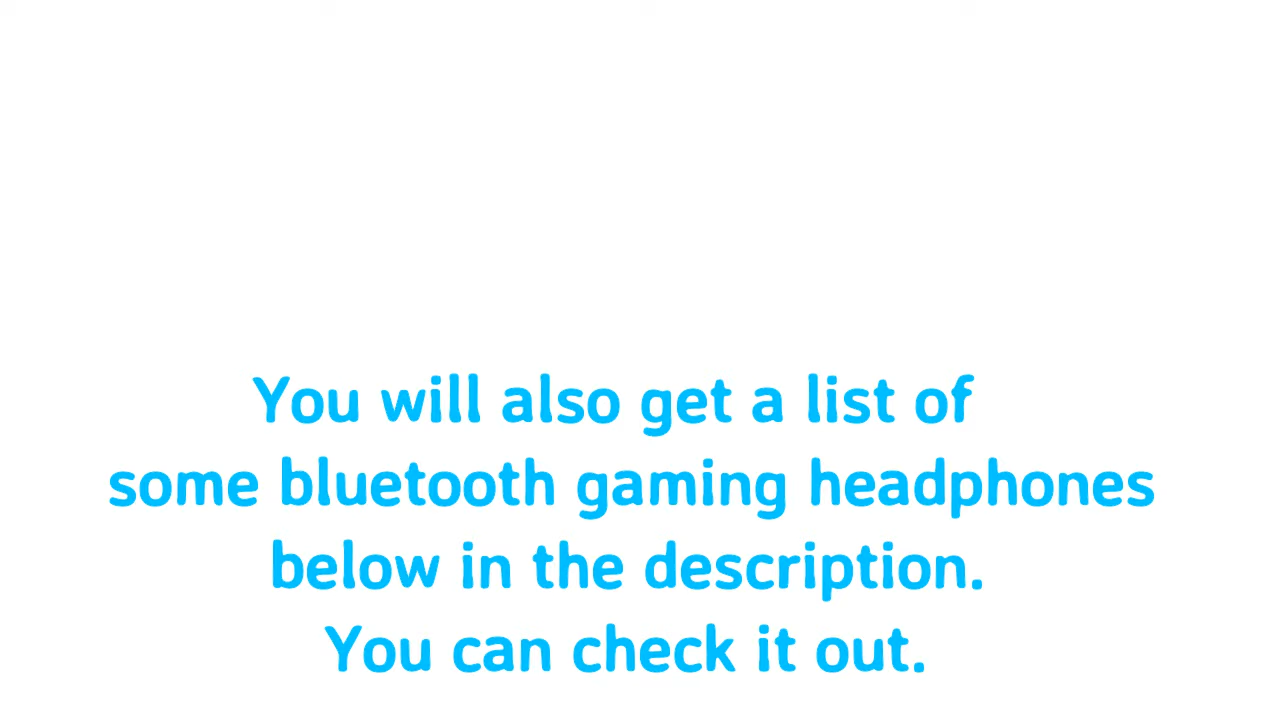 You will also get a list of
some bluetooth gaming headphones
below in the description.
You can check it out.